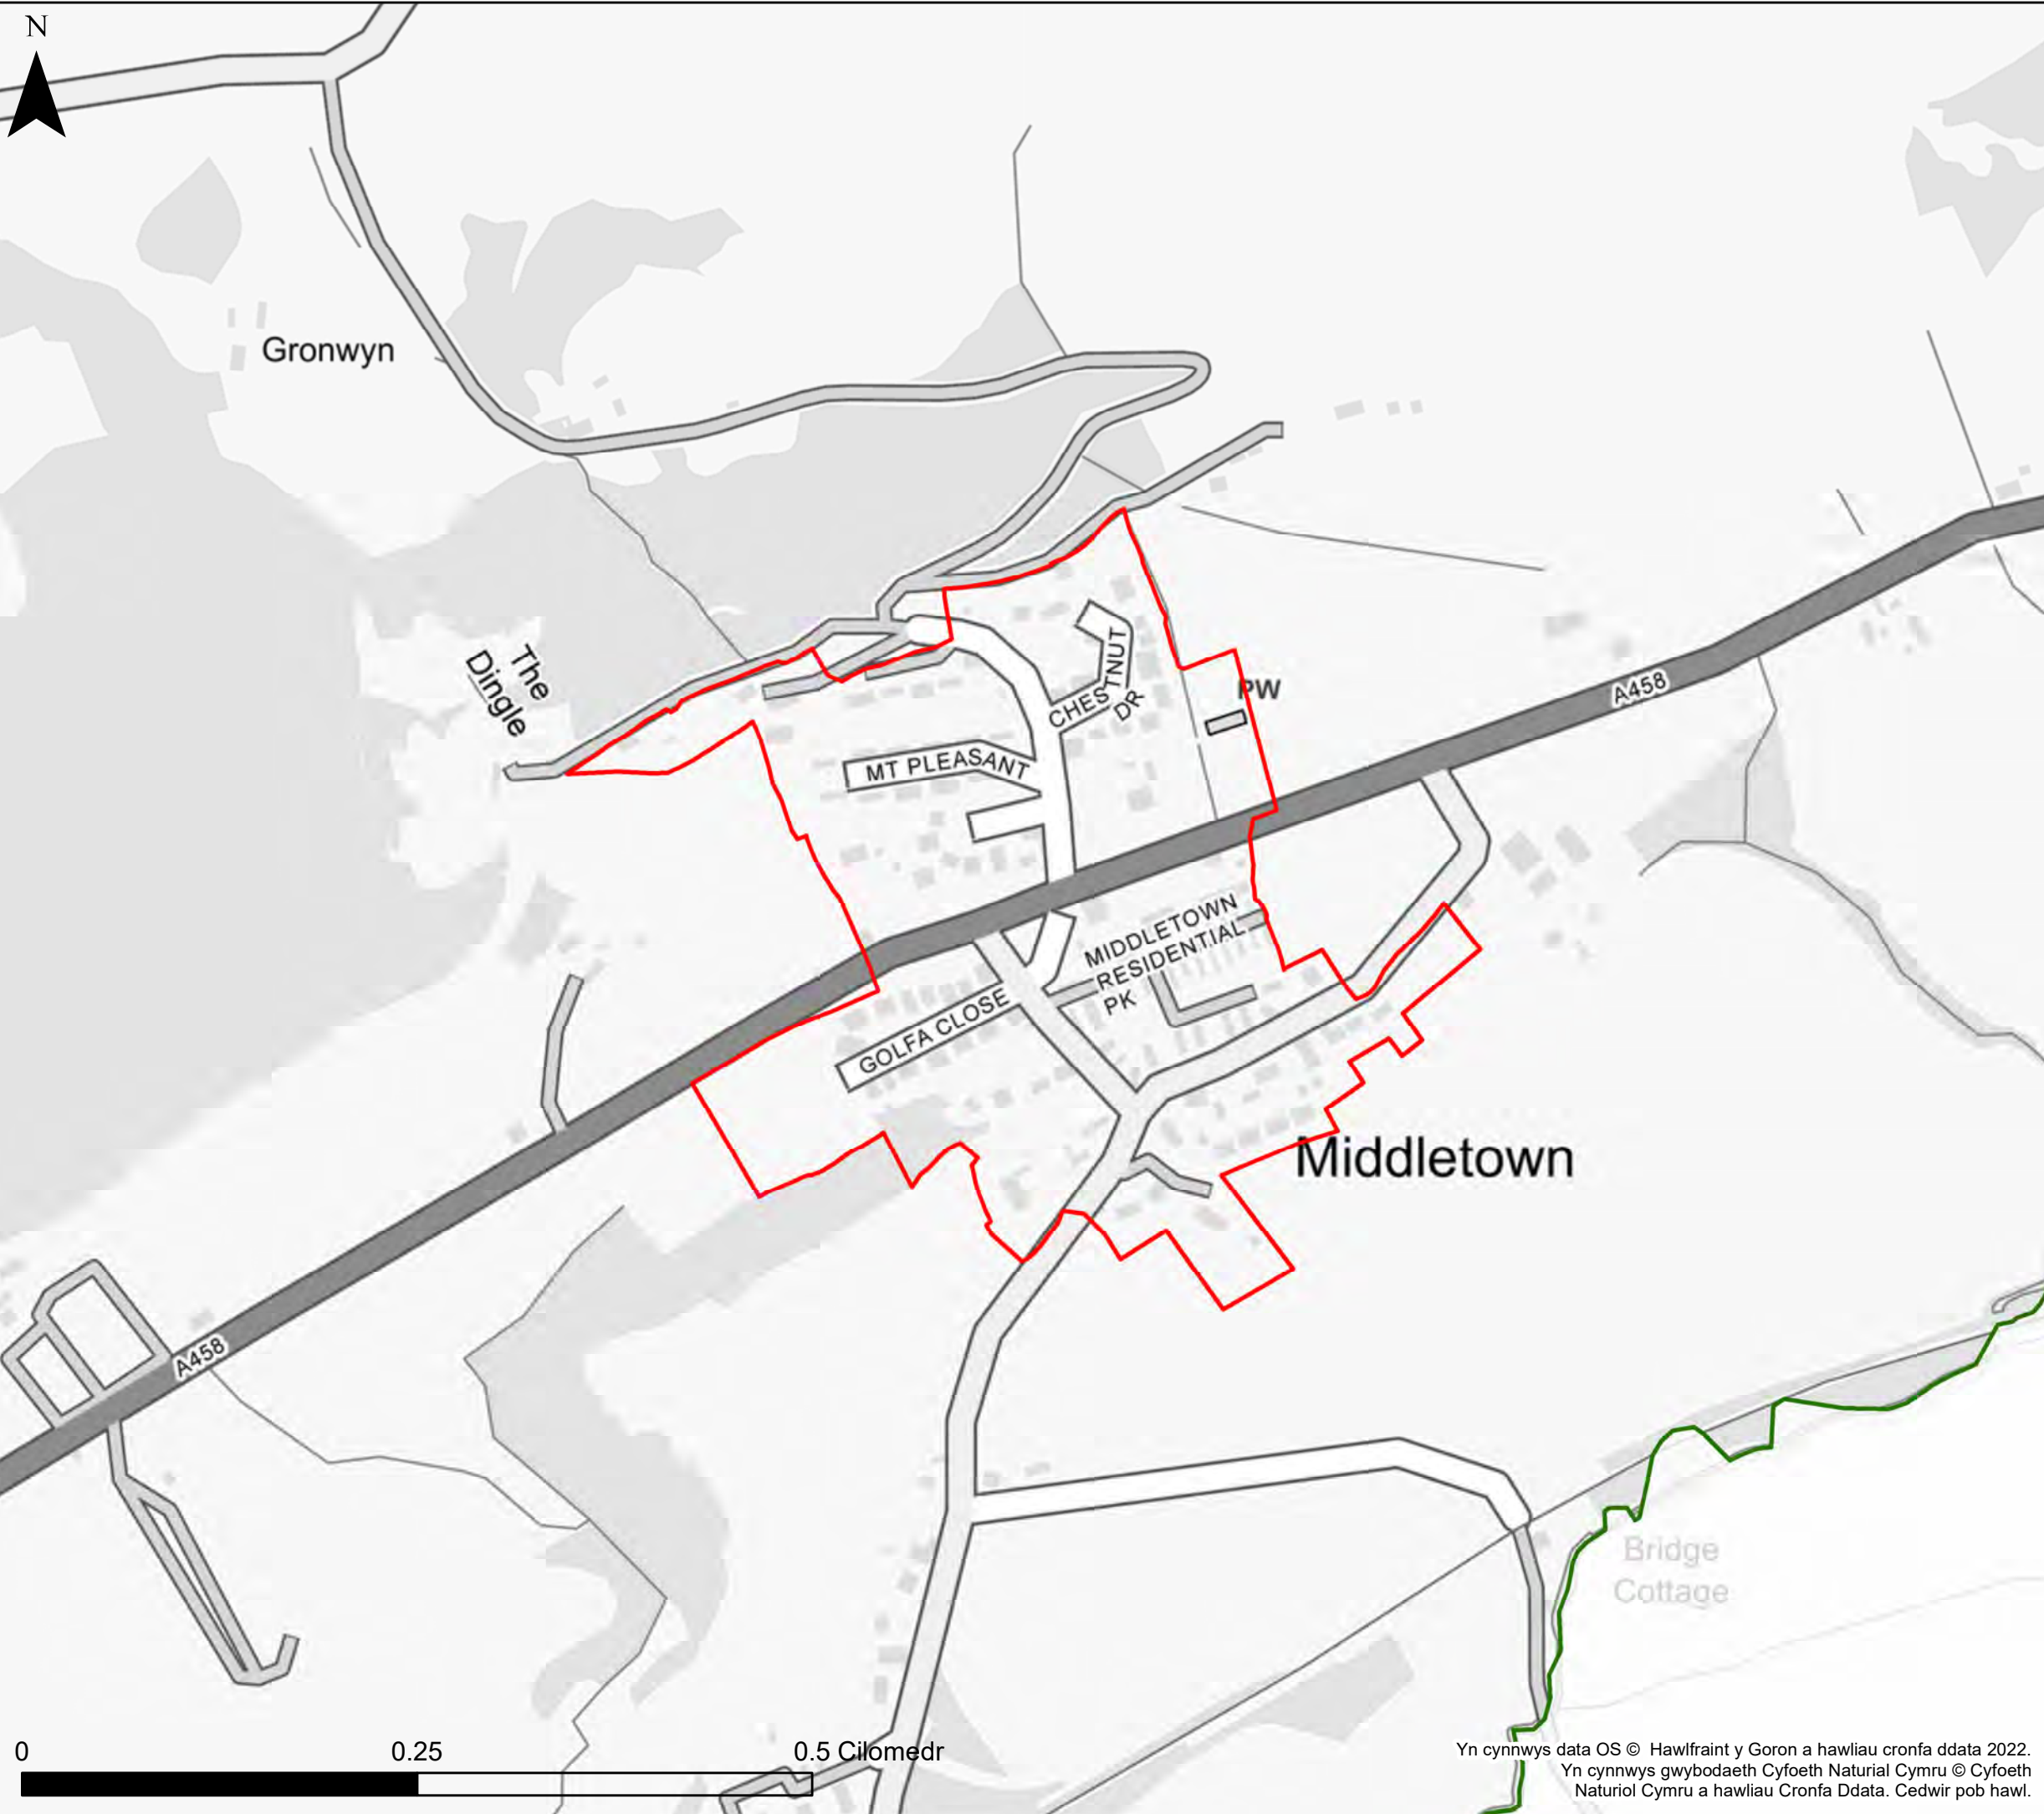 N
Gronwyn
The
Dingle
CHESTNUT
DR
PW
A458
MT PLEASANT
MIDDLETOWN
RESIDENTIAL
PK
GOLFA CLOSE
Middletown
A458
Bridge
Cottage
0
0.25
0.5 Cilomedr
Yn cynnwys data OS © Hawlfraint y Goron a hawliau cronfa ddata 2022.
Yn cynnwys gwybodaeth Cyfoeth Naturial Cymru © Cyfoeth
Naturiol Cymru a hawliau Cronfa Ddata. Cedwir pob hawl.